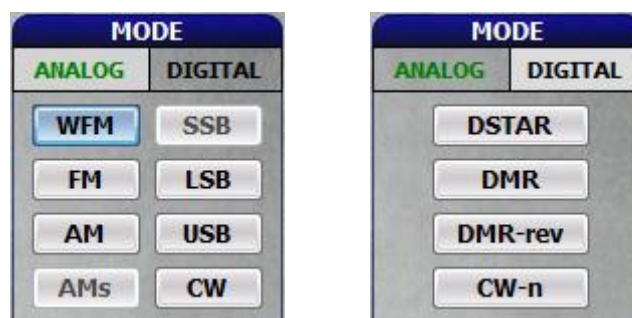 MODE
ANALOG DIGITAL
WFM SSB
FM LSB
AM USB
AMs CW
MODE
ANALOG DIGITAL
DSTAR
DMR
DMR-rev
CW-n